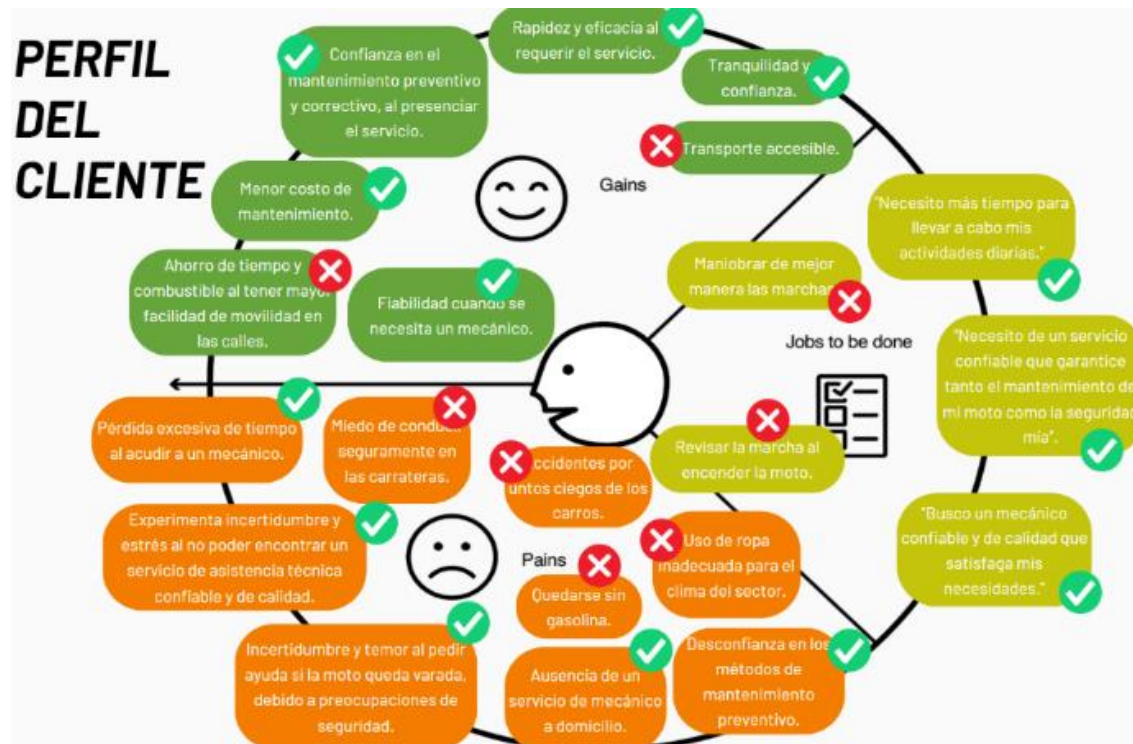 PERFIL
DEL
CLIENTE
Confianza en el
mantenimiento preventivo
y correctivo, al presenciar
el servicio.
Rapidez y eficacia al
requerir el servicio.
Tranquilidad y
confianza.
Transporte accesible.
Gains
Menor costo de
mantenimiento.
Ahorro de tiempo y
combustible al tener mayor
facilidad de movilidad en
las calles.
Fiabilidad cuando se
necesita un mecánico.
"Necesito más tiempo para
llevar a cabo mis
actividades diarias."
Maniobrar de mejor
manera las marchas
Jobs to be done
"Necesito de un servicio
confiable que garantice
tanto el mantenimiento de
mi moto como la seguridad
mía".
Revisar la marcha al
encender la moto.
"Busco un mecánico
confiable y de calidad que
satisfaga mis
necesidades."
Pérdida excesiva de tiempo
al acudir a un mecánico.
Miedo de
seguramente en
las carrateras.
por
ciegos de los
carros.
Experimenta incertidumbre y
estrés al no poder encontrar un
servicio de asistencia técnica
confiable y de calidad.
Pains
Uso de ropa
inadecuada para el
clima del sector.
Quedarse sin
gasolina.
Incertidumbre y temor al pedir
ayuda si la moto queda varada,
debido a preocupaciones de
seguridad.
Ausencia de un
servicio de mecánico
a domicilio.
Desconfianza en los
métodos de
mantenimiento
preventivo.